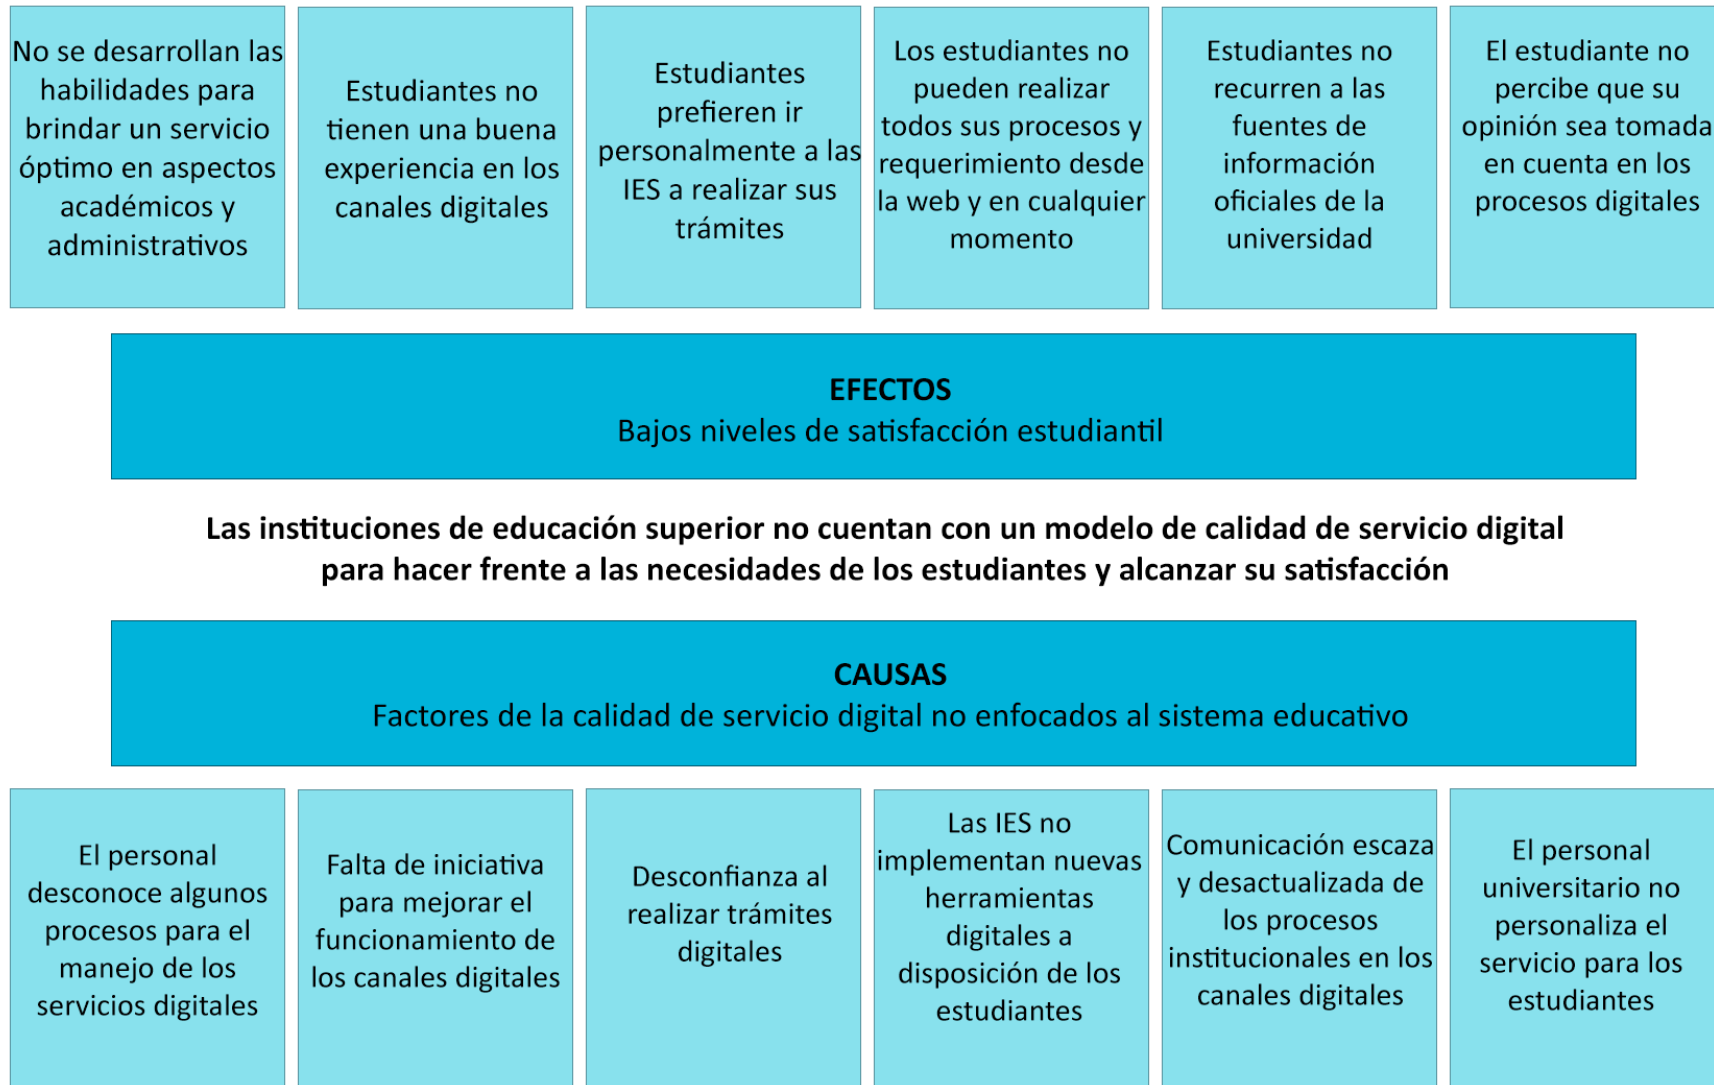 No se desarrollan las
habilidades para
brindar un servicio
óptimo en aspectos
académicos y
administrativos
Estudiantes no
tienen una buena
experiencia en los
canales digitales
Estudiantes
prefieren ir
personalmente a las
IES a realizar sus
trámites
Los estudiantes no
pueden realizar
todos sus procesos y
requerimiento desde
la web y en cualquier
momento
Estudiantes no
recurren a las
fuentes de
información
oficiales de la
universidad
El estudiante no
percibe que su
opinión sea tomada
en cuenta en los
procesos digitales
EFECTOS
Bajos niveles de satisfacción estudiantil
Las instituciones de educación superior no cuentan con un modelo de calidad de servicio digital
para hacer frente a las necesidades de los estudiantes y alcanzar su satisfacción
CAUSAS
Factores de la calidad de servicio digital no enfocados al sistema educativo
El personal
desconoce algunos
procesos para el
manejo de los
servicios digitales
Falta de iniciativa
para mejorar el
funcionamiento de
los canales digitales
Desconfianza al
realizar trámites
digitales
Las IES no
implementan nuevas
herramientas
digitales a
disposición de los
estudiantes
Comunicación escaza
y desactualizada de
los procesos
institucionales en los
canales digitales
El personal
universitario no
personaliza el
servicio para los
estudiantes